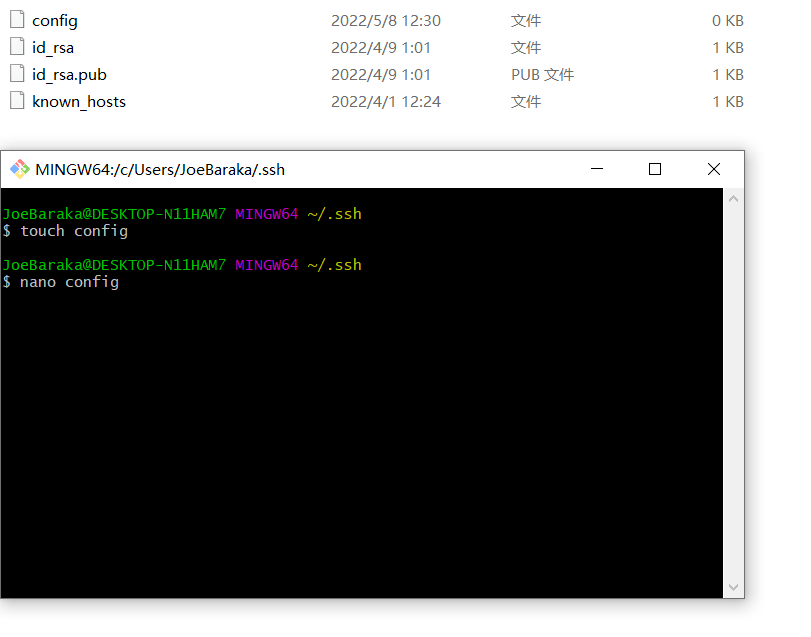 config 2022/5/8 12:30 文件 0 KB
id_rsa 2022/4/9 1:01 文件 1 KB
id_rsa.pub 2022/4/9 1:01 PUB 文件 1 KB
known_hosts 2022/4/1 12:24 文件 1 KB
MINGW64:/c/Users/JoeBaraka/.ssh
JoeBaraka@DESKTOP-N11HAM7 MINGW64 ~/.ssh
$ touch config
JoeBaraka@DESKTOP-N11HAM7 MINGW64 ~/.ssh
$ nano config